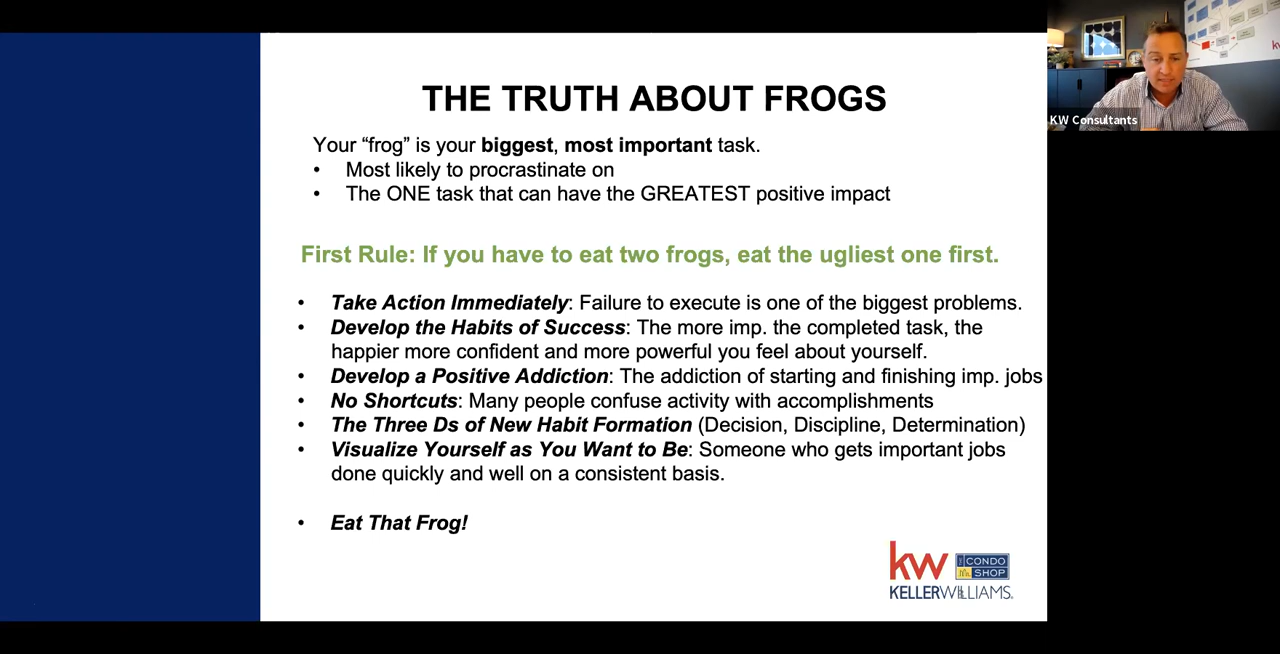 THE TRUTH ABOUT FROGS
Your “frog” is your biggest, most important task.
• Most likely to procrastinate on
• The ONE task that can have the GREATEST positive impact
First Rule: If you have to eat two frogs, eat the ugliest one first.
• Take Action Immediately: Failure to execute is one of the biggest problems.
• Develop the Habits of Success: The more imp. the completed task, the
happier more confident and more powerful you feel about yourself.
• Develop a Positive Addiction: The addiction of starting and finishing imp. jobs
• No Shortcuts: Many people confuse activity with accomplishments
• The Three Ds of New Habit Formation (Decision, Discipline, Determination)
• Visualize Yourself as You Want to Be: Someone who gets important jobs
done quickly and well on a consistent basis.
• Eat That Frog!
kw
CONDO
SHOP
KELLERWILLIAMS.
KW Consultants